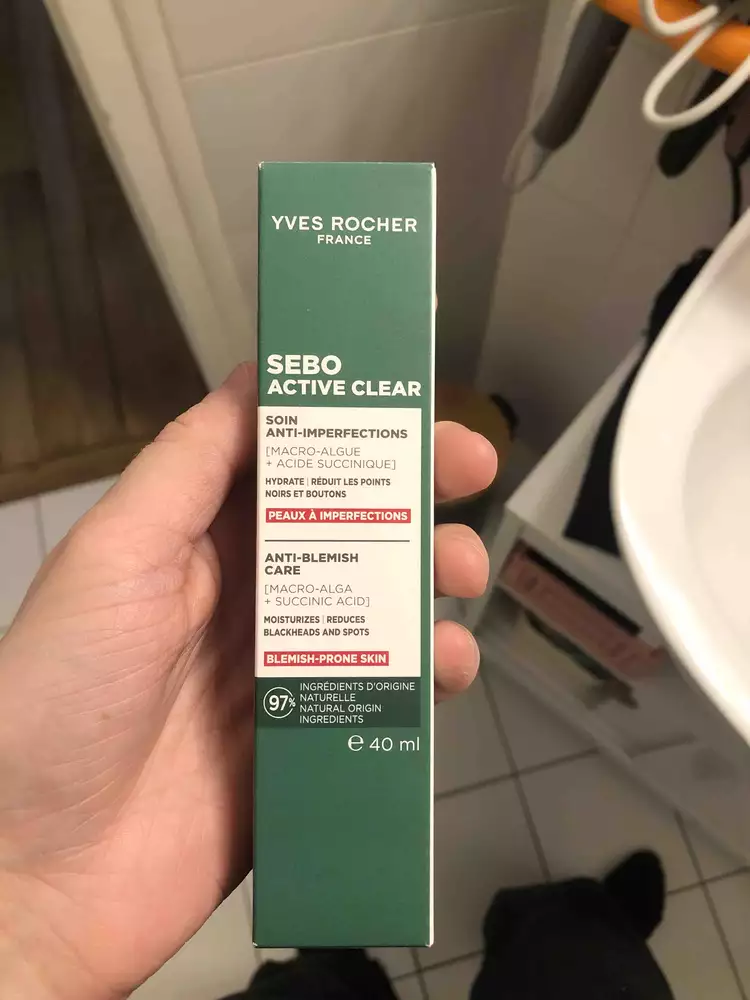 YVES ROCHER
FRANCE
SEBO
ACTIVE CLEAR
SOIN
ANTI-IMPERFECTIONS
[MACRO-ALGUE
+ ACIDE SUCCINIQUE]
HYDRATE | RÉDUIT LES POINTS
NOIRS ET BOUTONS
PEAUX À IMPERFECTIONS
ANTI-BLEMISH
CARE
[MACRO-ALGA
+ SUCCINIC ACID]
MOISTURIZES | REDUCES
BLACKHEADS AND SPOTS
BLEMISH-PRONE SKIN
97%
INGRÉDIENTS D'ORIGINE
NATURELLE
NATURAL ORIGIN
INGREDIENTS
℮ 40 ml